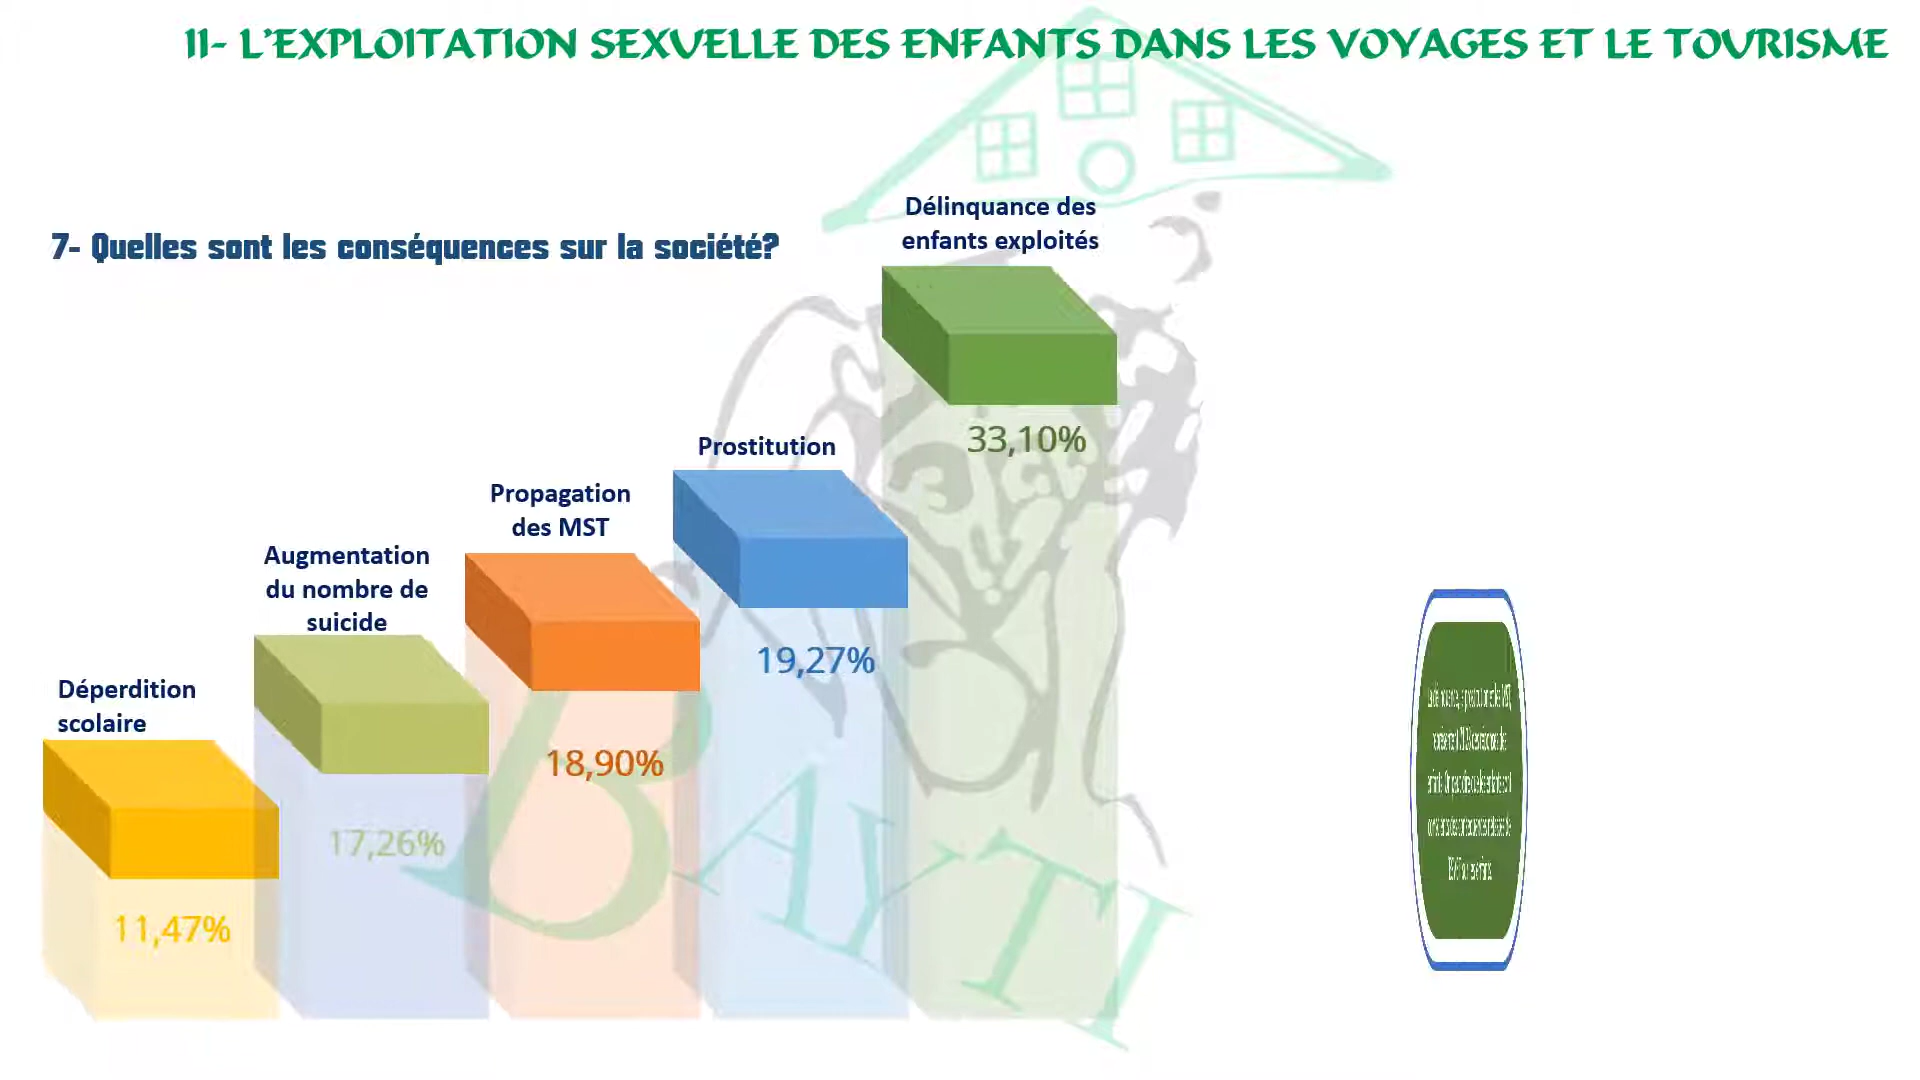 II- L'EXPLOITATION SEXUELLE DES ENFANTS DANS LES VOYAGES ET LE TOURISME
7- Quelles sont les conséquences sur la société?
Délinquance des
enfants exploités
33,10%
Prostitution
19,27%
Propagation
des MST
18,90%
Augmentation
du nombre de
suicide
17,26%
Déperdition
scolaire
11,47%
BAYTI